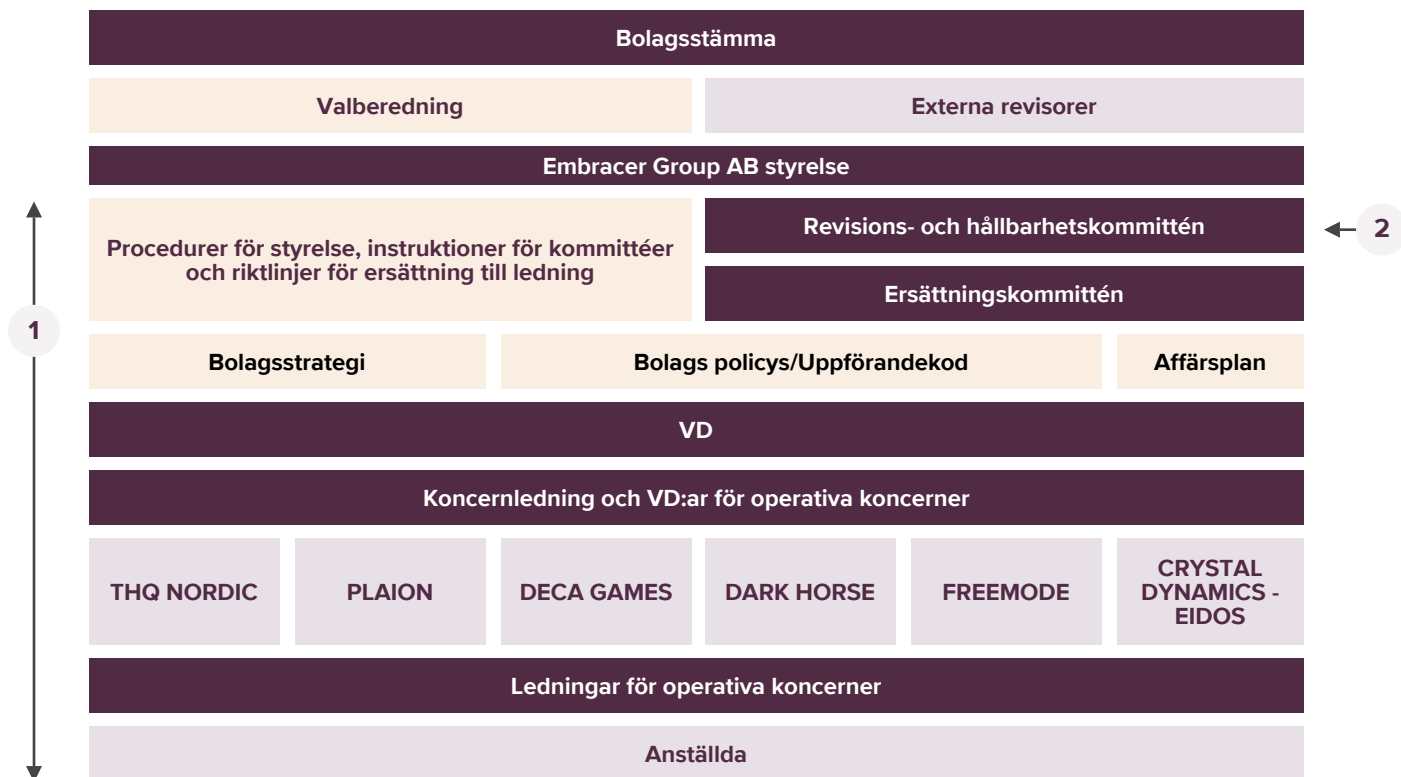 Bolagsstämma
Valberedning
Externa revisorer
Embracer Group AB styrelse
Procedurer för styrelse, instruktioner för kommittéer
och riktlinjer för ersättning till ledning
Revisions- och hållbarhetskommittén
2
Ersättningskommittén
1
Bolagsstrategi
Bolags policys/Uppförandekod
Affärsplan
VD
Koncernledning och VD:ar för operativa koncerner
THQ NORDIC
PLAION
DECA GAMES
DARK HORSE
FREEMODE
CRYSTAL
DYNAMICS -
EIDOS
Ledningar för operativa koncerner
Anställda